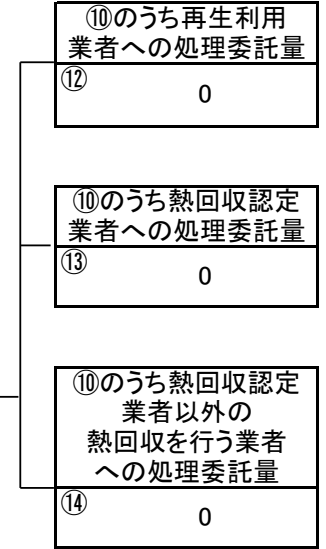 ⑩のうち再生利用
業者への処理委託量
⑫
0
⑩のうち熱回収認定
業者への処理委託量
⑬
0
⑩のうち熱回収認定
業者以外の
熱回収を行う業者
への処理委託量
⑭
0